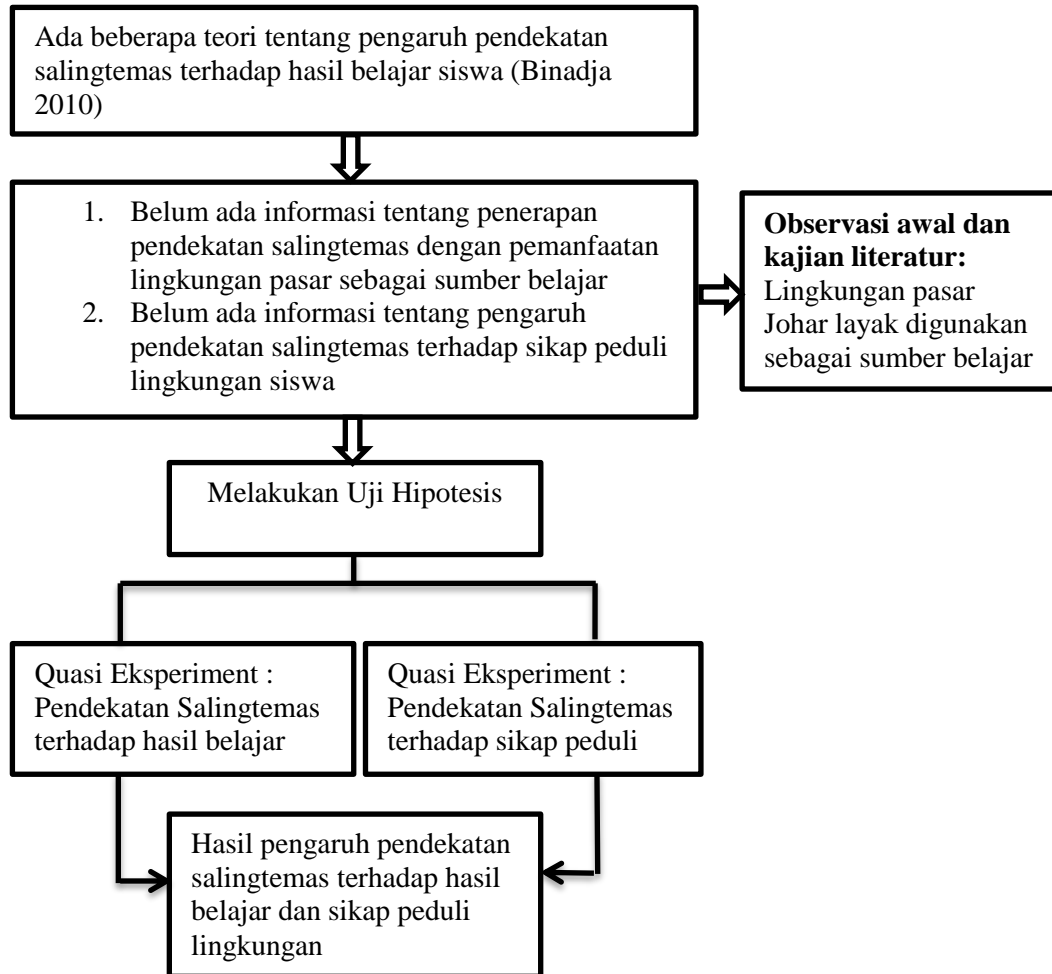 Ada beberapa teori tentang pengaruh pendekatan
salingtemas terhadap hasil belajar siswa (Binadja
2010)
1. Belum ada informasi tentang penerapan
pendekatan salingtemas dengan pemanfaatan
lingkungan pasar sebagai sumber belajar
2. Belum ada informasi tentang pengaruh
pendekatan salingtemas terhadap sikap peduli
lingkungan siswa
Observasi awal dan
kajian literatur:
Lingkungan pasar
Johar layak digunakan
sebagai sumber belajar
Melakukan Uji Hipotesis
Quasi Eksperiment :
Pendekatan Salingtemas
terhadap hasil belajar
Quasi Eksperiment :
Pendekatan Salingtemas
terhadap sikap peduli
Hasil pengaruh pendekatan
salingtemas terhadap hasil
belajar dan sikap peduli
lingkungan